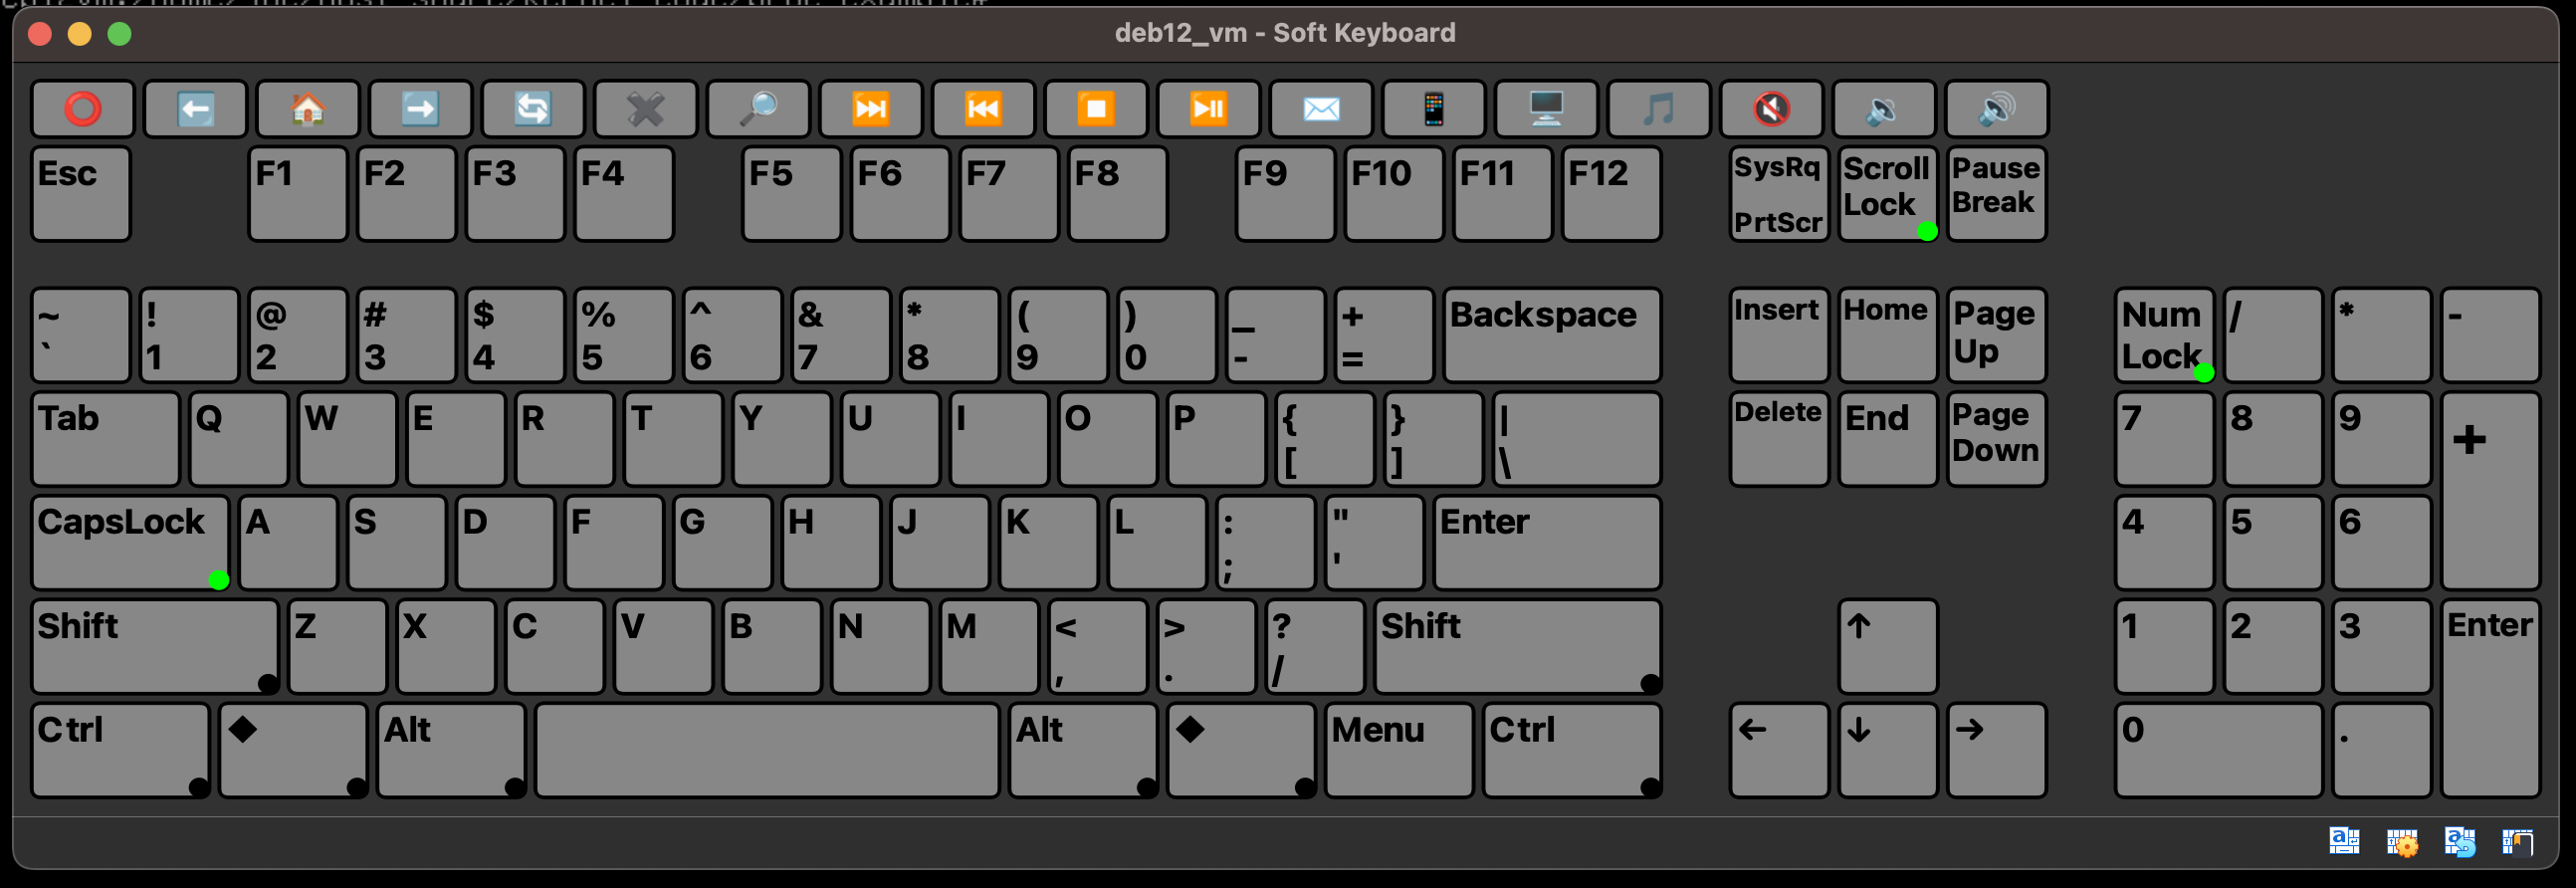 deb12_vm - Soft Keyboard
Esc F1 F2 F3 F4 F5 F6 F7 F8 F9 F10 F11 F12 SysRq PrtScr Scroll Lock Pause Break
~ ! @ # $ % ^ & * ( ) _ + Backspace Insert Home Page Up Num Lock / * -
` 1 2 3 4 5 6 7 8 9 0 - =
Tab Q W E R T Y U I O P { } | Delete End Page Down 7 8 9 +
[ ] \
CapsLock A S D F G H J K L : " Enter 4 5 6
; '
Shift Z X C V B N M < > ? Shift ↑ 1 2 3 Enter
, . /
Ctrl ◆ Alt Alt ◆ Menu Ctrl ← ↓ → 0 .